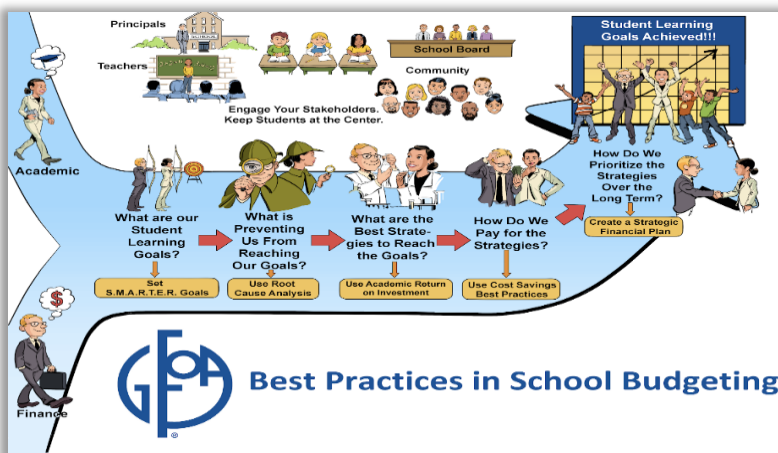 Principals
SCHOOL
Teachers
School Board
Community
Engage Your Stakeholders.
Keep Students at the Center.
Student Learning
Goals Achieved!!!
Academic
What are our
Student
Learning
Goals?
Set
S.M.A.R.T.E.R. Goals
What is
Preventing
Us From
Reaching
Our Goals?
Use Root
Cause Analysis
What are the
Best Strate-
gies to Reach
the Goals?
Use Academic Return
on Investment
How Do We
Pay for the
Strategies?
Use Cost Savings
Best Practices
How Do We
Prioritize the
Strategies
Over the
Long Term?
Create a Strategic
Financial Plan
$
Finance
GFOA
®
Best Practices in School Budgeting